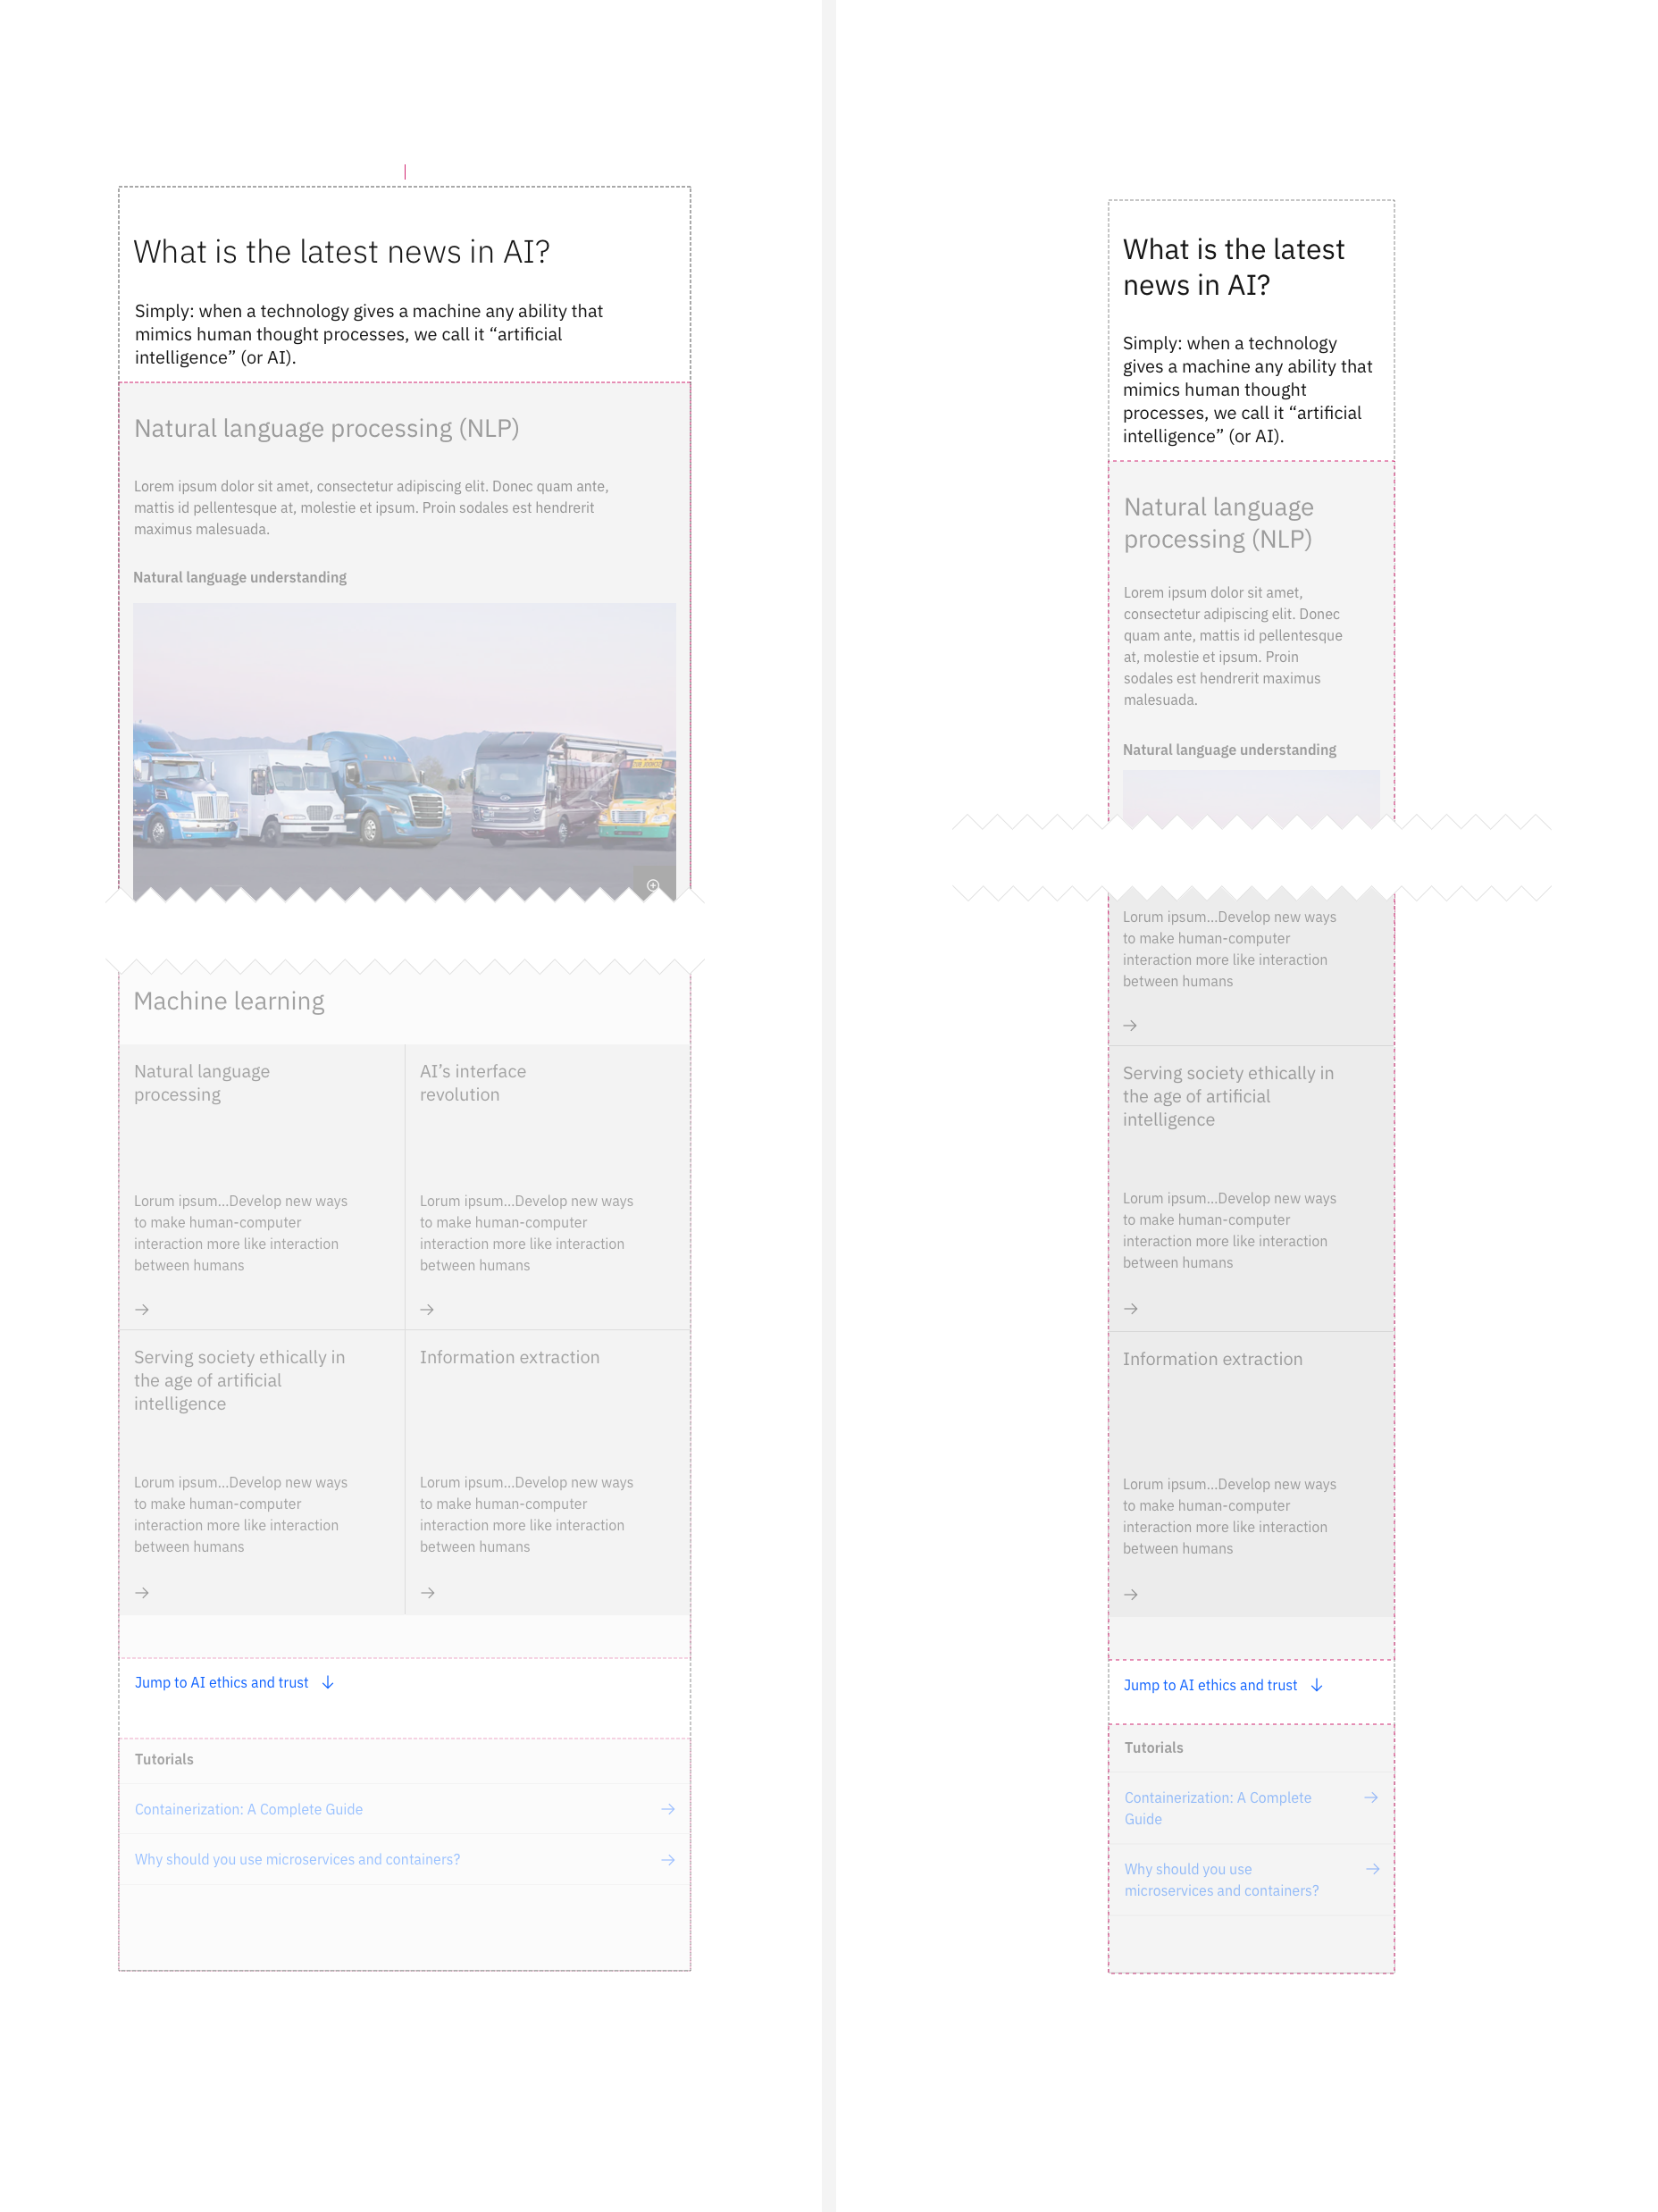 What is the latest news in AI?
Simply: when a technology gives a machine any ability that
mimics human thought processes, we call it “artificial
intelligence” (or AI).
Natural language processing (NLP)
Lorem ipsum dolor sit amet, consectetur adipiscing elit. Donec quam ante,
mattis id pellentesque at, molestie et ipsum. Proin sodales est hendrerit
maximus malesuada.
Natural language understanding
Machine learning
Natural language
processing
Lorum ipsum...Develop new ways
to make human-computer
interaction more like interaction
between humans
AI’s interface
revolution
Lorum ipsum...Develop new ways
to make human-computer
interaction more like interaction
between humans
Serving society ethically in
the age of artificial
intelligence
Lorum ipsum...Develop new ways
to make human-computer
interaction more like interaction
between humans
Information extraction
Lorum ipsum...Develop new ways
to make human-computer
interaction more like interaction
between humans
Jump to AI ethics and trust
Tutorials
Containerization: A Complete Guide
Why should you use microservices and containers?
What is the latest
news in AI?
Simply: when a technology
gives a machine any ability that
mimics human thought
processes, we call it “artificial
intelligence” (or AI).
Natural language
processing (NLP)
Lorem ipsum dolor sit amet,
consectetur adipiscing elit. Donec
quam ante, mattis id pellentesque
at, molestie et ipsum. Proin
sodales est hendrerit maximus
malesuada.
Natural language understanding
Lorum ipsum...Develop new ways
to make human-computer
interaction more like interaction
between humans
Serving society ethically in
the age of artificial
intelligence
Lorum ipsum...Develop new ways
to make human-computer
interaction more like interaction
between humans
Information extraction
Lorum ipsum...Develop new ways
to make human-computer
interaction more like interaction
between humans
Jump to AI ethics and trust
Tutorials
Containerization: A Complete
Guide
Why should you use
microservices and containers?